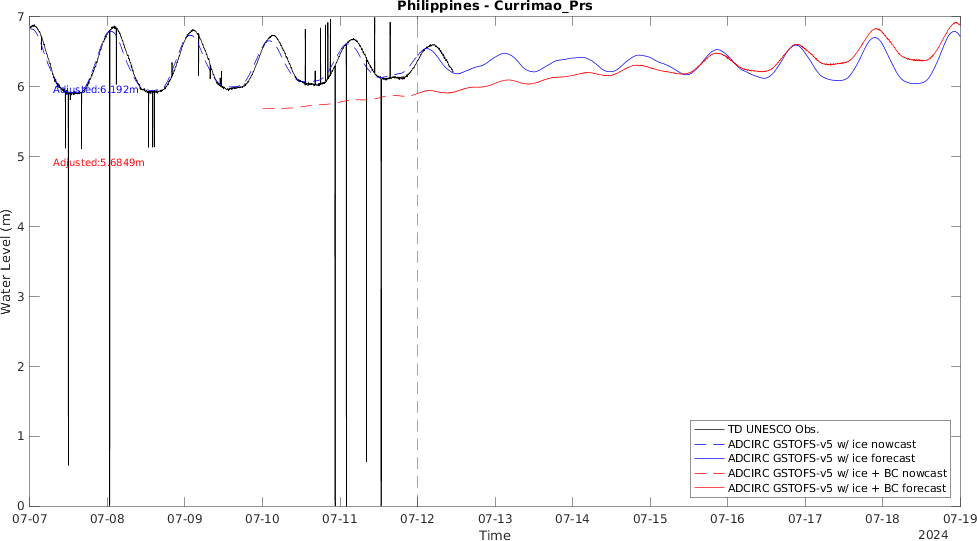 Philippines - Currimao_Prs
7
6
5
4
3
2
1
0
Water Level (m)
Adjusted:6.192m
Adjusted:5.6849m
TD UNESCO Obs.
ADCIRC GSTOFS-v5 w/ ice nowcast
ADCIRC GSTOFS-v5 w/ ice forecast
ADCIRC GSTOFS-v5 w/ ice + BC nowcast
ADCIRC GSTOFS-v5 w/ ice + BC forecast
07-07 07-08 07-09 07-10 07-11 07-12 07-13 07-14 07-15 07-16 07-17 07-18 07-19
Time
2024